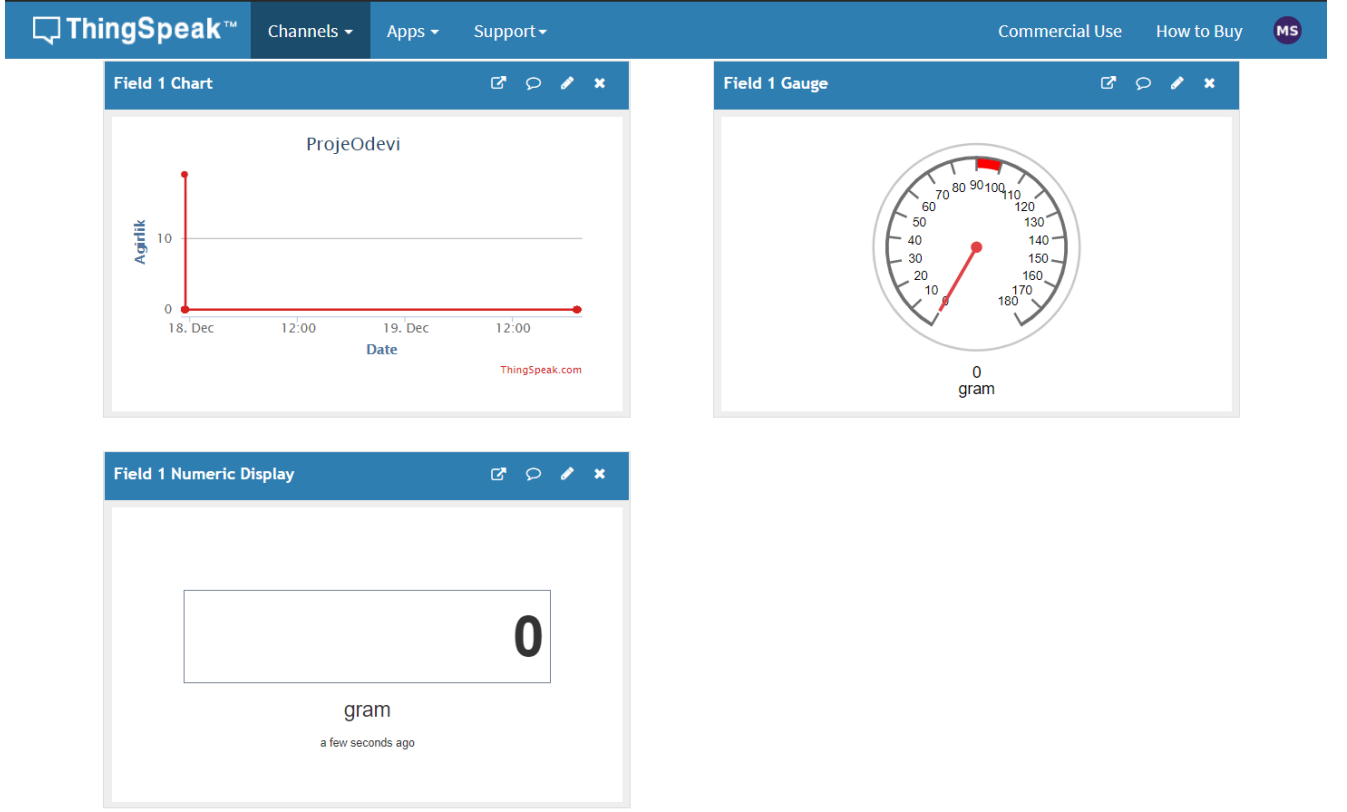 ThingSpeak™ Channels Apps Support Commercial Use How to Buy MS
Field 1 Chart
ProjeOdevi
Agirlik
10
0
18. Dec 12:00 19. Dec 12:00
Date
ThingSpeak.com
Field 1 Gauge
0 10 20 30 40 50 60 70 80 90 100 110 120 130 140 150 160 170 180
0
gram
Field 1 Numeric Display
0
gram
a few seconds ago